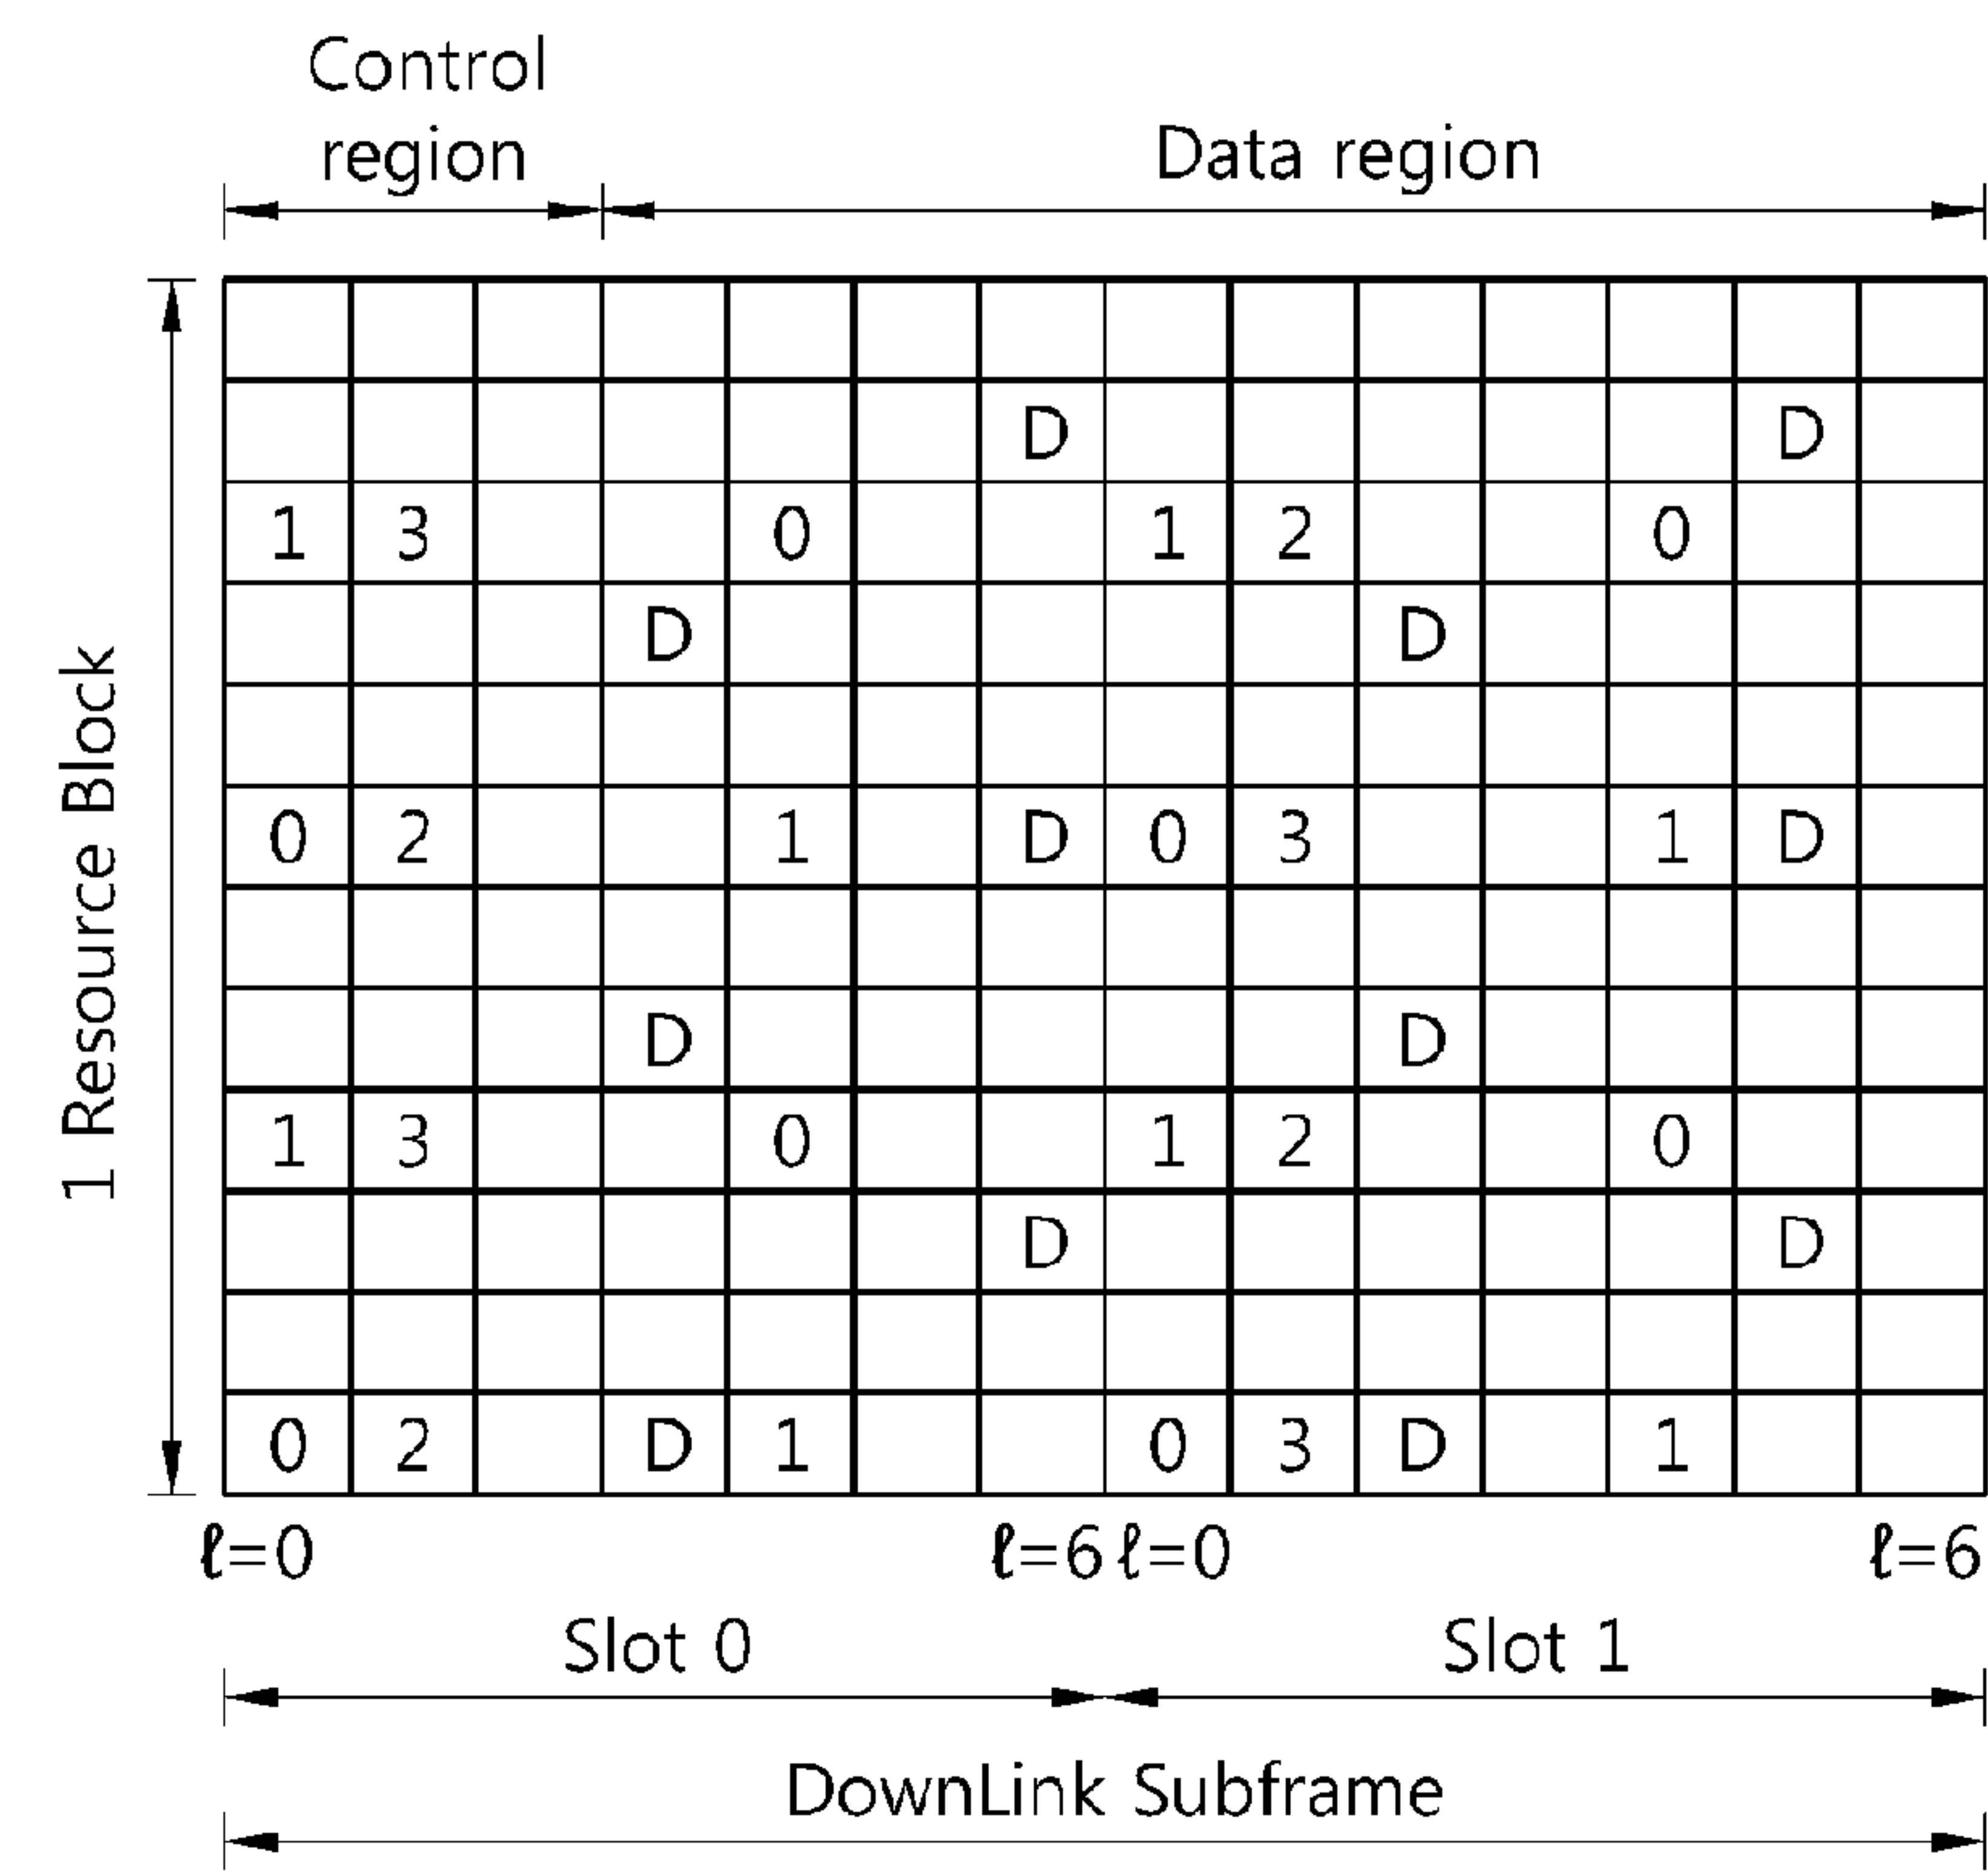 Control
region
Data region
1 Resource Block
D D
1 3 0 1 2 0
D D
0 2 1 D 0 3 1 D
D D
1 3 0 1 2 0
D D
0 2 D 1 0 3 D 1
ℓ=0 ℓ=6 ℓ=0 ℓ=6
Slot 0 Slot 1
DownLink Subframe